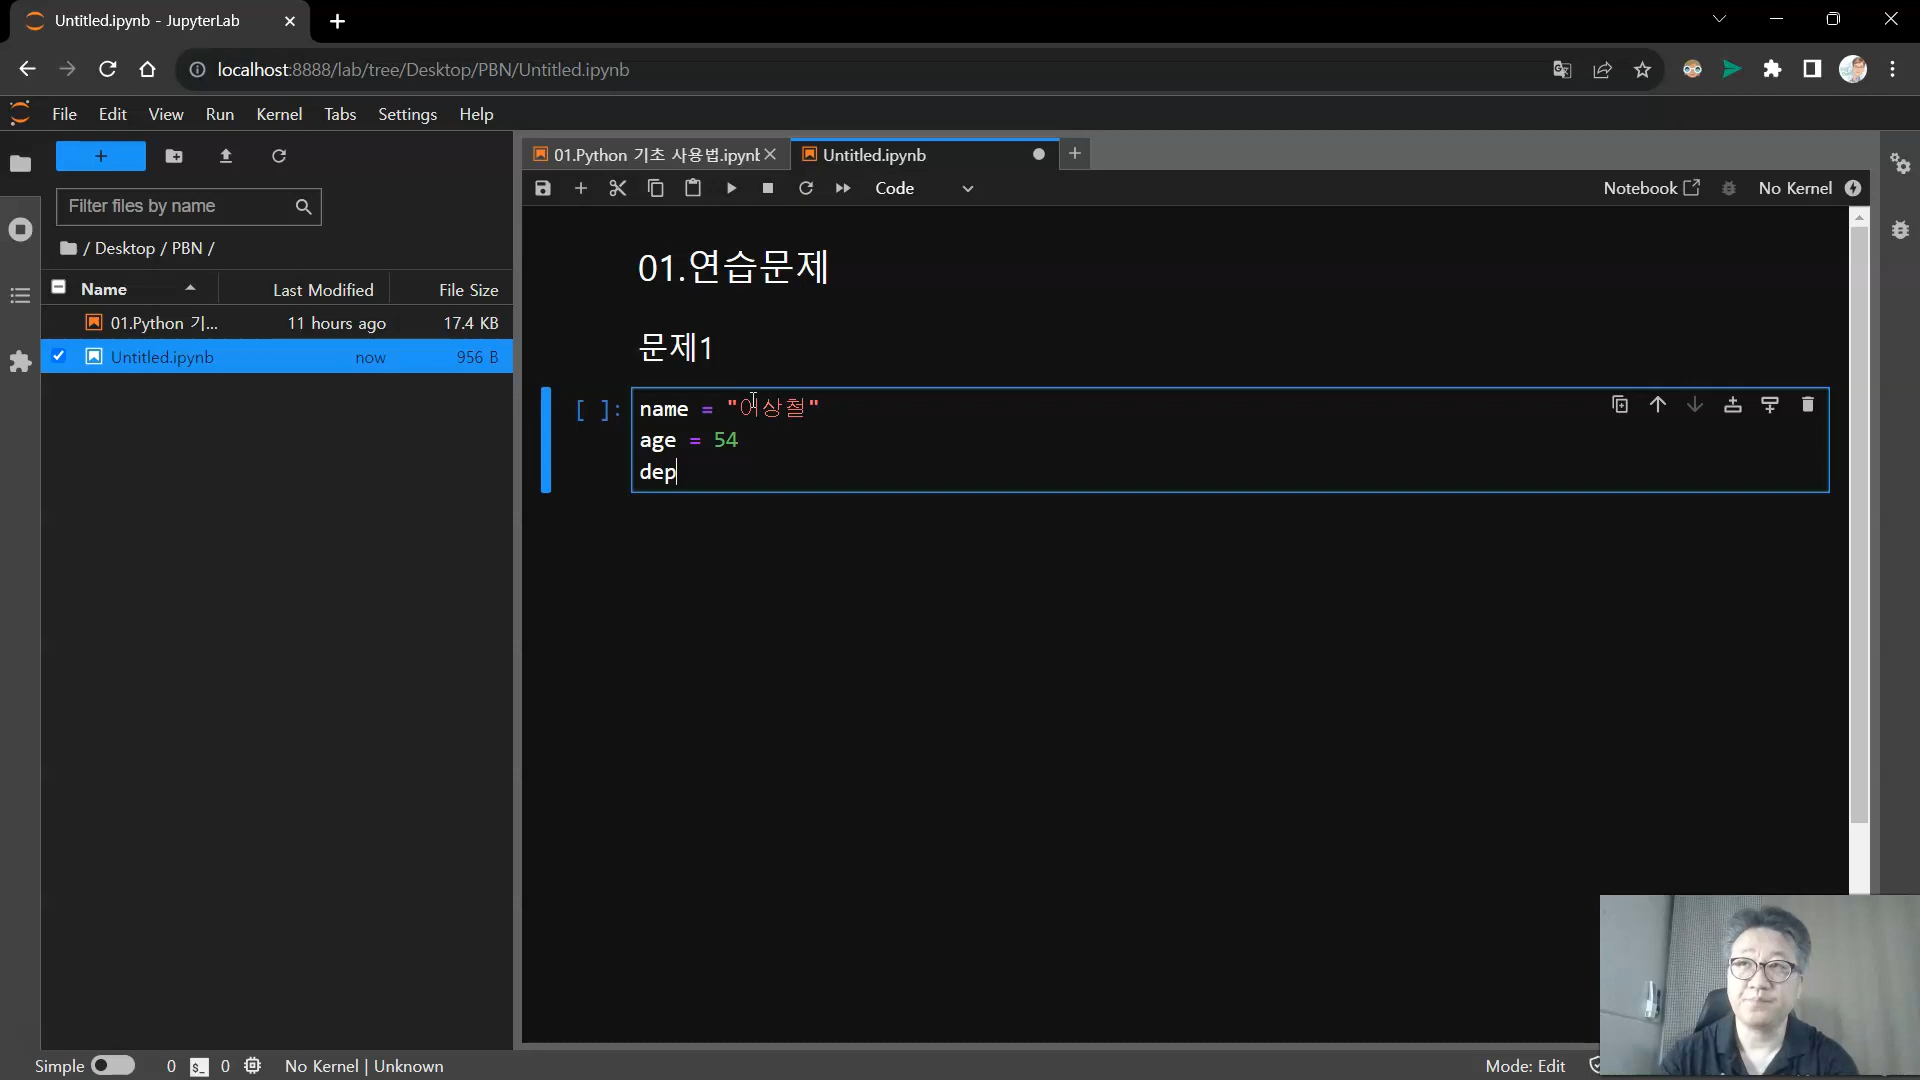 Untitled.ipynb - JupyterLab
localhost:8888/lab/tree/Desktop/PBN/Untitled.ipynb
File Edit View Run Kernel Tabs Settings Help
Filter files by name
/ Desktop / PBN /
Name Last Modified File Size
01.Python 기... 11 hours ago 17.4 KB
Untitled.ipynb now 956 B
01.Python 기초 사용법.ipynb
Untitled.ipynb
Code
Notebook
No Kernel
01.연습문제
문제1
[ ]:
name = "이상철"
age = 54
dep
Simple
0
$_
0
No Kernel | Unknown
Mode: Edit